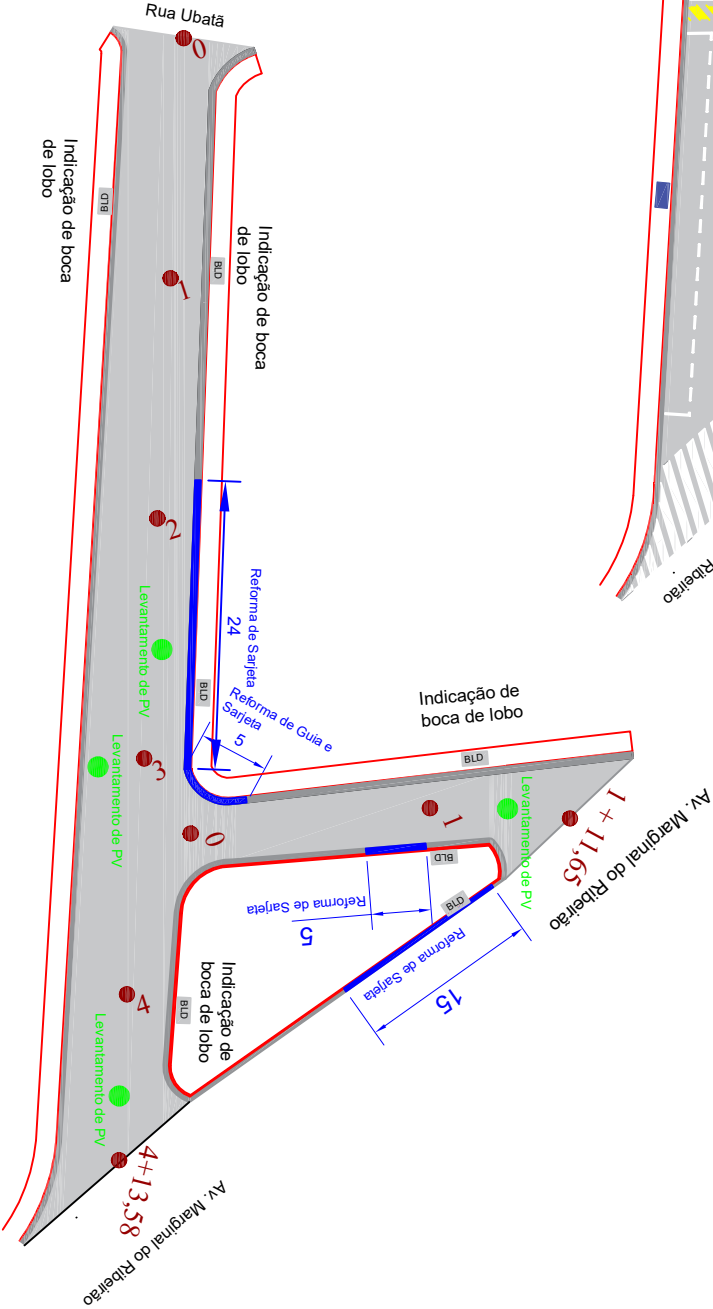 Rua Ubatã
0
Indicação de boca
de lobo
BLD
Indicação de boca
de lobo
BLD
1
2
Reforma de Sarjeta
24
Levantamento de PV
BLD
Reforma de Guia e
Sarjeta
5
Indicação de
boca de lobo
BLD
Levantamento de PV
3
0
1
Levantamento de PV
1 + 11,65
Av. Marginal do Ribeirão
BLD
Reforma de Sarjeta
5
BLD
Reforma de Sarjeta
15
Indicação de
boca de lobo
BLD
4
Levantamento de PV
4+13,58
Av. Marginal do Ribeirão
Ribeirão